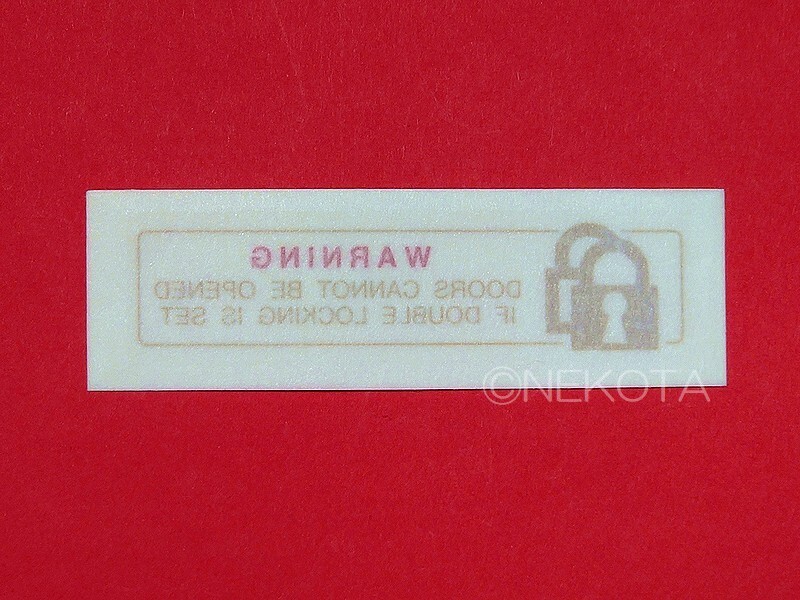 WARNING
DOORS CANNOT BE OPENED
IF DOUBLE LOCKING IS SET
©NEKOTA